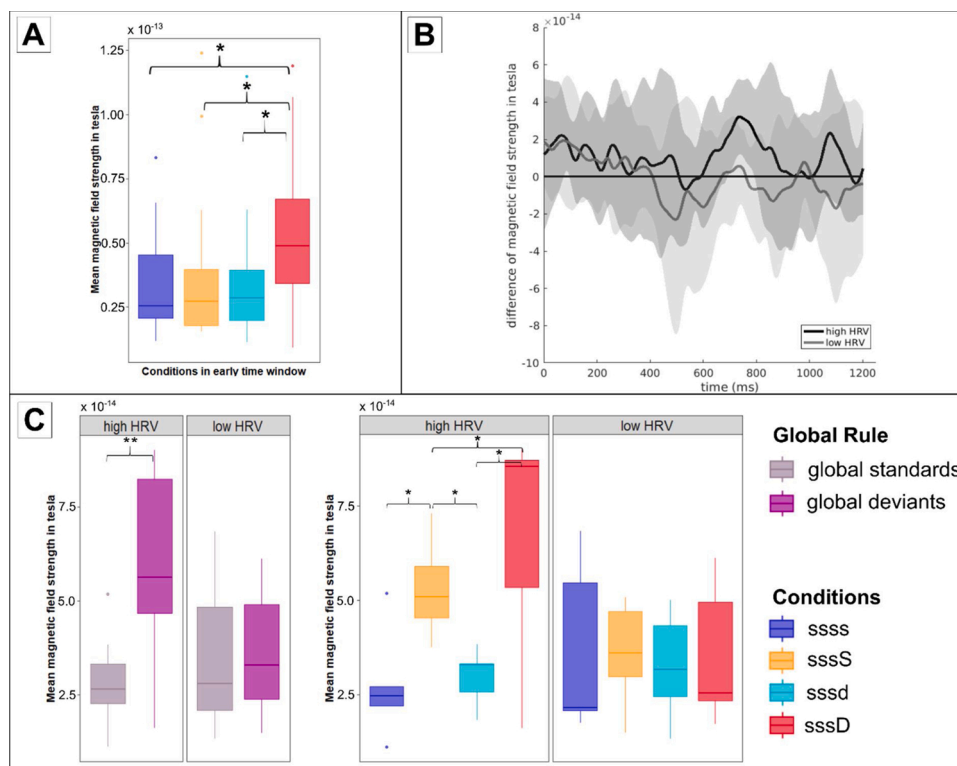 A
x 10⁻¹³
Mean magnetic field strength in tesla
1.25
1.00
0.75
0.50
0.25
*
*
*
Conditions in early time window
B
×10⁻¹⁴
difference of magnetic field strength in tesla
8
6
4
2
0
-2
-4
-6
-8
-10
0 200 400 600 800 1000 1200
time (ms)
high HRV
low HRV
C
x 10⁻¹⁴
high HRV low HRV
**
Mean magnetic field strength in tesla
7.5
5.0
2.5
x 10⁻¹⁴
high HRV low HRV
*
*
* *
Mean magnetic field strength in tesla
7.5
5.0
2.5
Global Rule
global standards
global deviants
Conditions
ssss
sssS
sssd
sssD